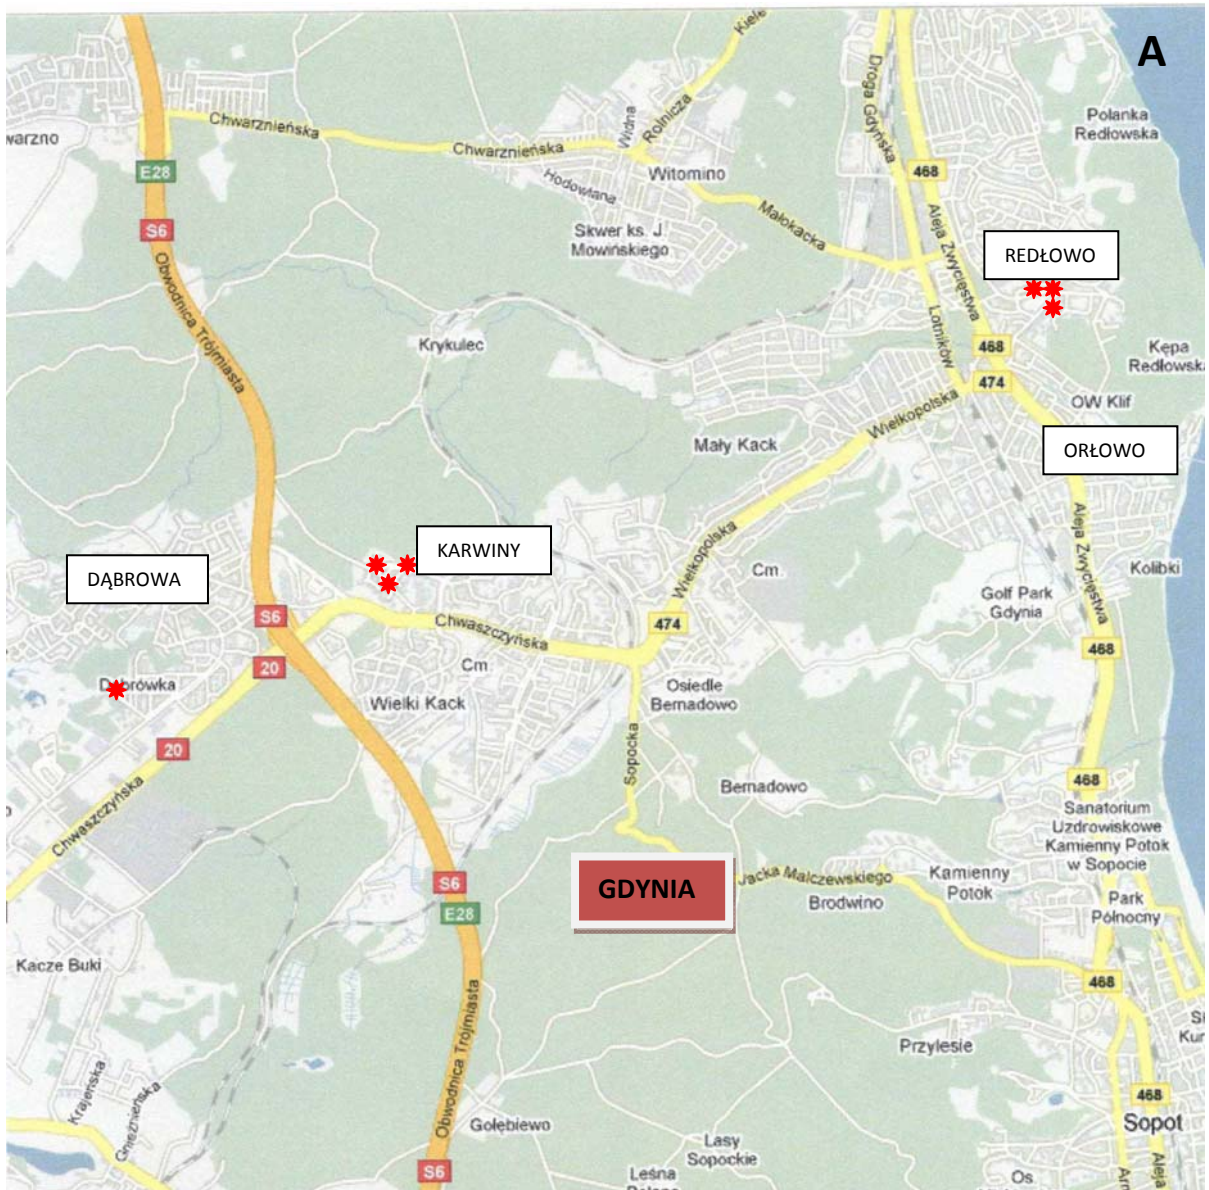 A
Kiele
Droga Gdyńska
Polanka
Redłowska
warzno
Chwarznieńska
Chwarznieńska
Widna
Rolnicza
E28
Witomino
468
Hodowlana
Małokacka
Aleja Zwycięstwa
S6
Skwer ks. J.
Mowińskiego
REDŁOWO
Obwodnica Trójmiasta
Lotników
Krykulec
468
Kępa
Redłowska
474
OW Klif
Wielkopolska
Mały Kack
ORŁOWO
Aleja Zwycięstwa
KARWINY
Wielkopolska
DĄBROWA
Cm.
Kolibki
Golf Park
Gdynia
S6
Chwaszczyńska
474
468
20
Cm.
Dąbrówka
Osiedle
Bernadowo
Wielki Kack
20
Sopocka
Bernadowo
468
Chwaszczyńska
Sanatorium
Uzdrowiskowe
Kamienny Potok
w Sopocie
GDYNIA
S6
Jacka Malczewskiego
Kamienny
Potok
Brodwino
E28
Park
Północny
Kacze Buki
468
Obwodnica Trójmiasta
Przylesie
Krajeńska
Gnieźnieńska
468
Gołębiewo
Sopot
Lasy
Sopockie
S6
Leśna
Os
Aleja